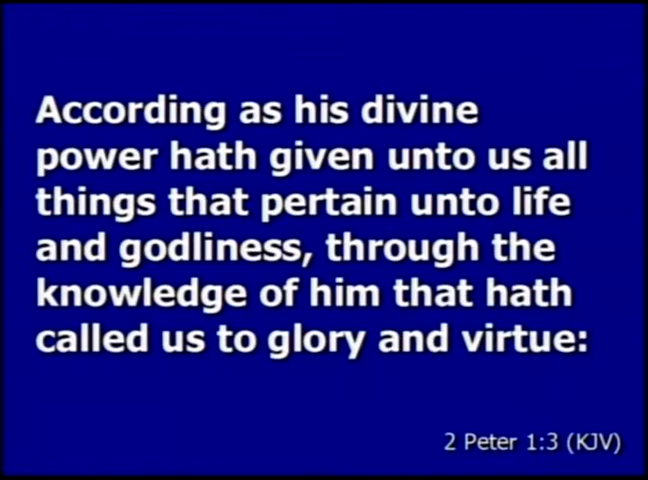 According as his divine
power hath given unto us all
things that pertain unto life
and godliness, through the
knowledge of him that hath
called us to glory and virtue:
2 Peter 1:3 (KJV)